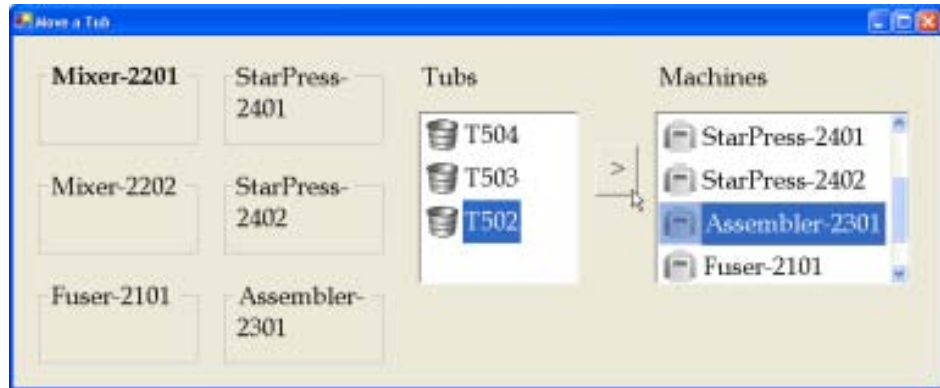 Move a Tub
Mixer-2201
StarPress-
2401
Tubs
Machines
T504
T503
T502
>
StarPress-2401
StarPress-2402
Assembler-2301
Fuser-2101
Mixer-2202
StarPress-
2402
Fuser-2101
Assembler-
2301